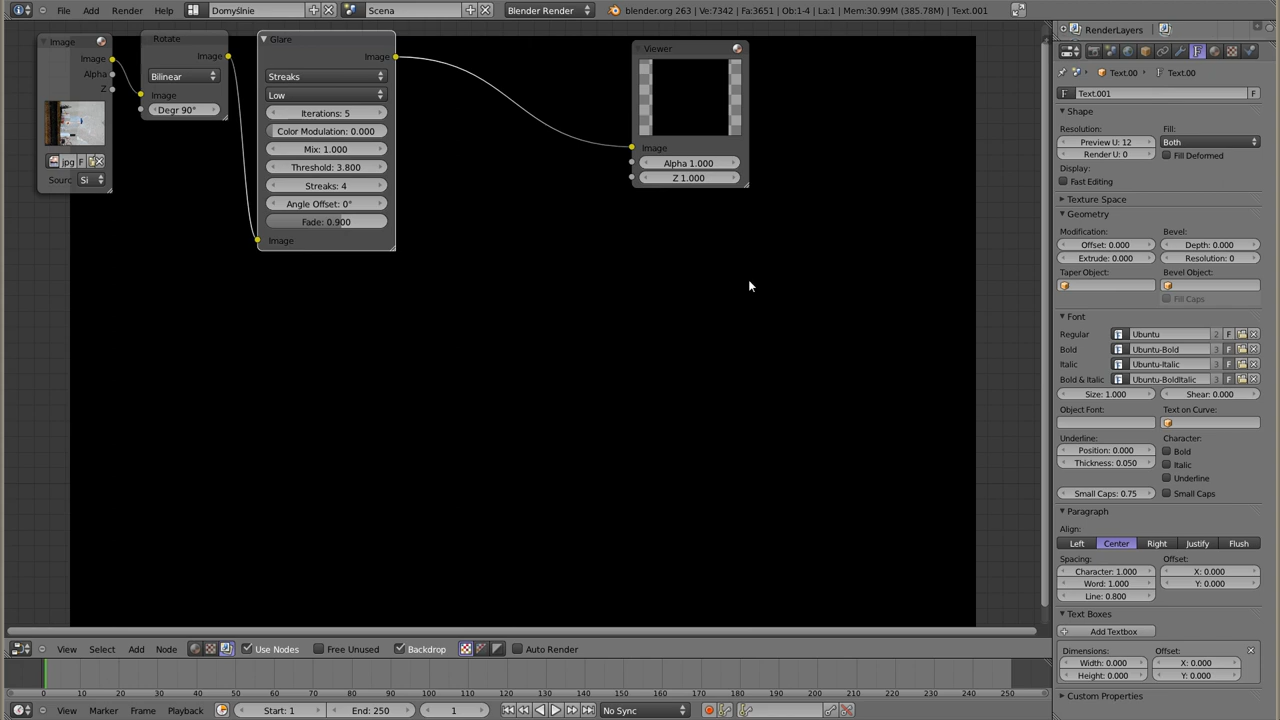 File Add Render Help Domyślnie Scena Blender Render blender.org 263 | Ve:7342 | Fa:3651 | Ob:1-4 | La:1 | Mem:30.99M (385.78M) | Text.001
Image
Image
Alpha
Z
jpg F
Sourc Si
Rotate
Image
Bilinear
Image
Degr 90°
Glare
Image
Streaks
Low
Iterations: 5
Color Modulation: 0.000
Mix: 1.000
Threshold: 3.800
Streaks: 4
Angle Offset: 0°
Fade: 0.900
Image
Viewer
Image
Alpha 1.000
Z 1.000
View Select Add Node Use Nodes Free Unused Backdrop Auto Render
0 10 20 30 40 50 60 70 80 90 100 110 120 130 140 150 160 170 180 190 200 210 220 230 240 250
View Marker Frame Playback Start: 1 End: 250 1 No Sync
RenderLayers
Text.00 Text.00
Text.001 F
Shape
Resolution: Fill:
Preview U: 12 Both
Render U: 0 Fill Deformed
Display:
Fast Editing
Texture Space
Geometry
Modification: Bevel:
Offset: 0.000 Depth: 0.000
Extrude: 0.000 Resolution: 0
Taper Object: Bevel Object:
Fill Caps
Font
Regular Ubuntu 2 F
Bold Ubuntu-Bold 3 F
Italic Ubuntu-Italic 3 F
Bold & Italic Ubuntu-BoldItalic 3 F
Size: 1.000 Shear: 0.000
Object Font: Text on Curve:
Underline: Character:
Position: 0.000 Bold
Thickness: 0.050 Italic
Underline
Small Caps: 0.75 Small Caps
Paragraph
Align:
Left Center Right Justify Flush
Spacing: Offset:
Character: 1.000 X: 0.000
Word: 1.000 Y: 0.000
Line: 0.800
Text Boxes
Add Textbox
Dimensions: Offset:
Width: 0.000 X: 0.000
Height: 0.000 Y: 0.000
Custom Properties